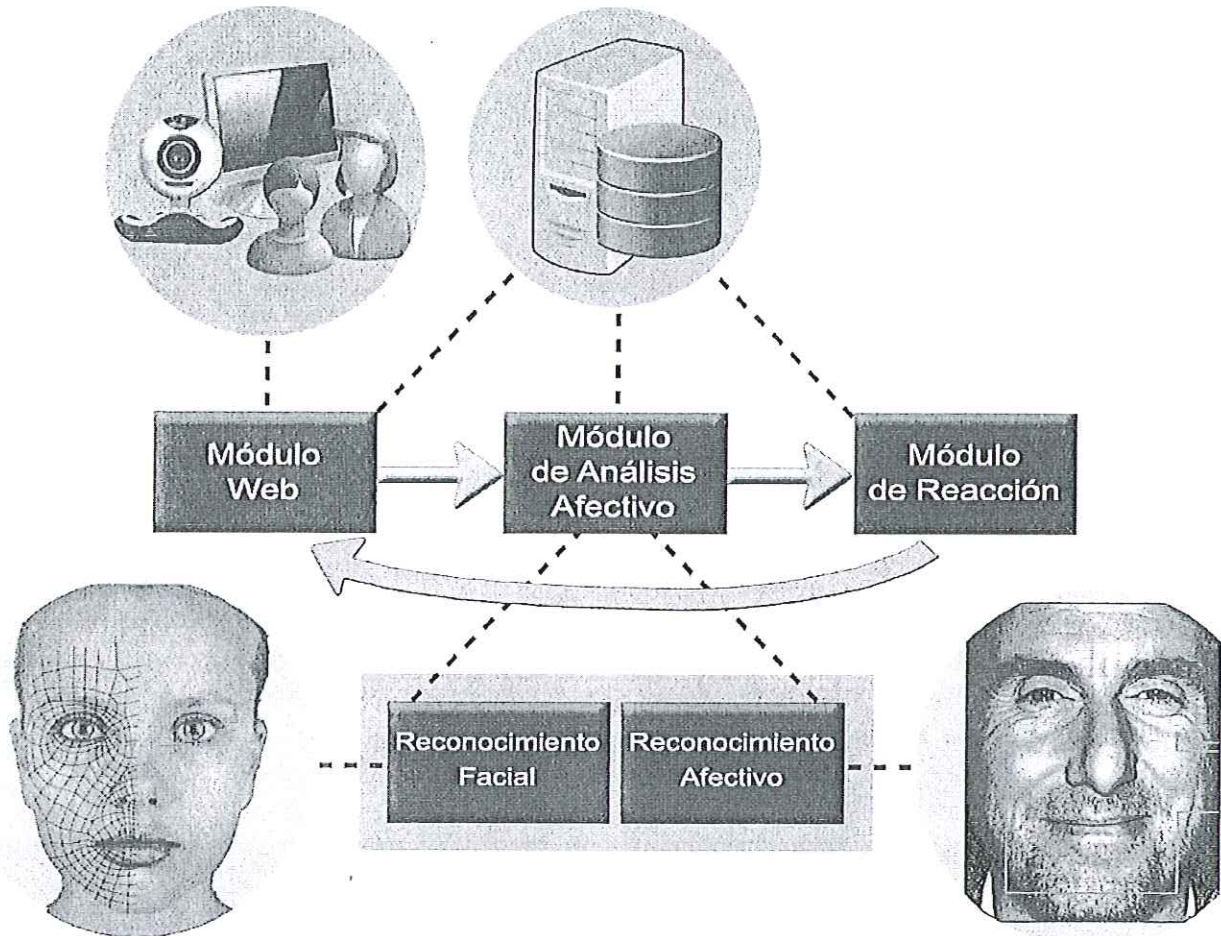 Módulo
Web
Módulo
de Análisis
Afectivo
Módulo
de Reacción
Reconocimiento
Facial
Reconocimiento
Afectivo